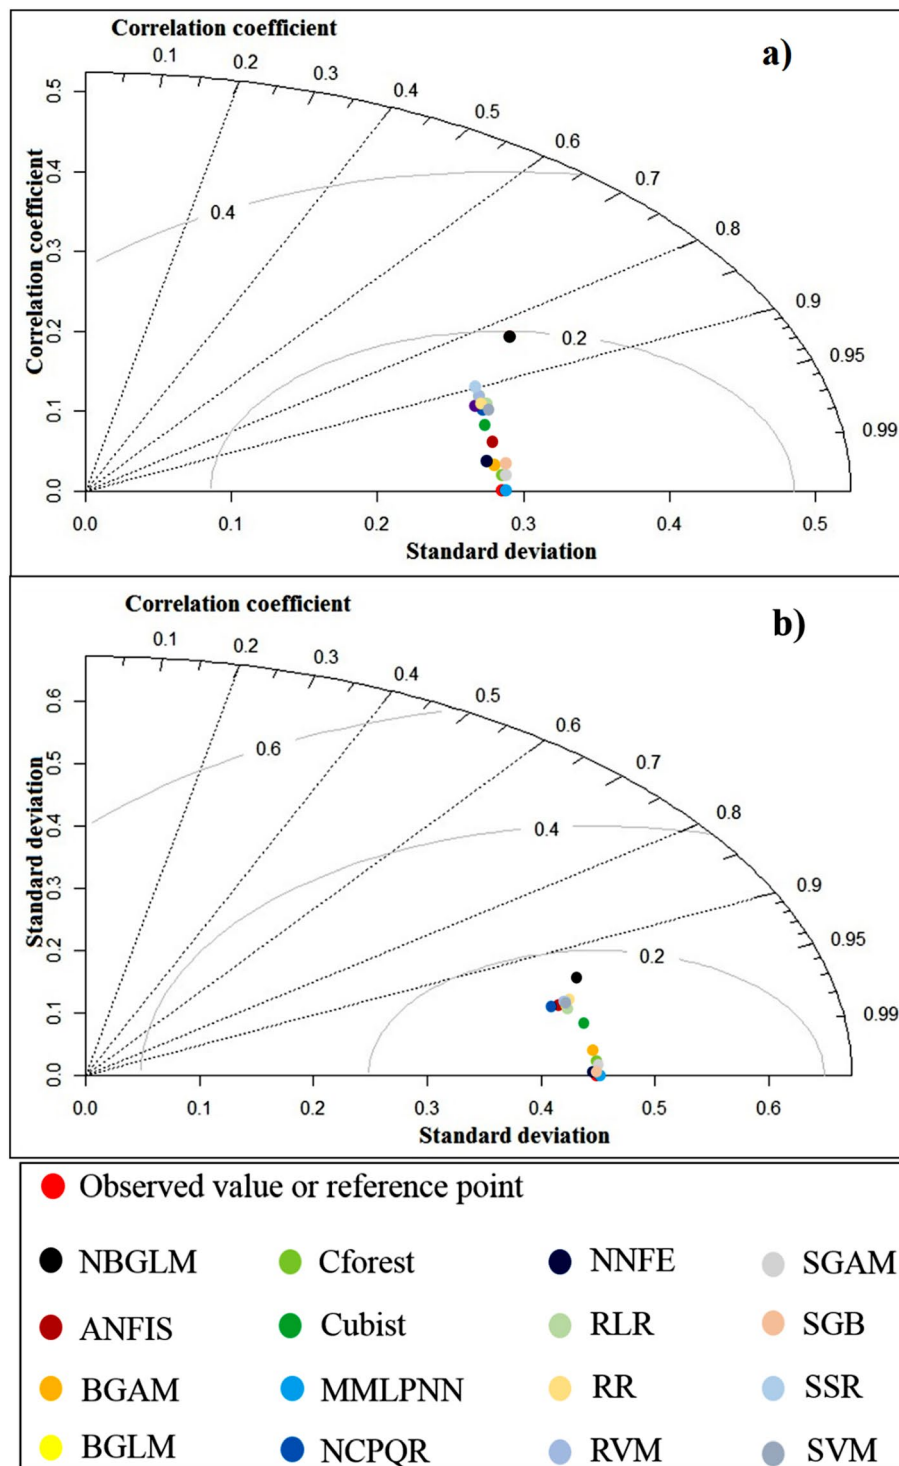 Correlation coefficient
a)
0.1
0.2
0.3
0.4
0.5
0.6
0.7
0.8
0.9
0.95
0.99
Correlation coefficient
0.5
0.4
0.3
0.2
0.1
0.0
0.4
0.2
0.0
0.1
0.2
0.3
0.4
0.5
Standard deviation
Correlation coefficient
b)
0.1
0.2
0.3
0.4
0.5
0.6
0.7
0.8
0.9
0.95
0.99
Standard deviation
0.6
0.5
0.4
0.3
0.2
0.1
0.0
0.6
0.4
0.2
0.0
0.1
0.2
0.3
0.4
0.5
0.6
Standard deviation
Observed value or reference point
NBGLM
Cforest
NNFE
SGAM
ANFIS
Cubist
RLR
SGB
BGAM
MMLPNN
RR
SSR
BGLM
NCPQR
RVM
SVM